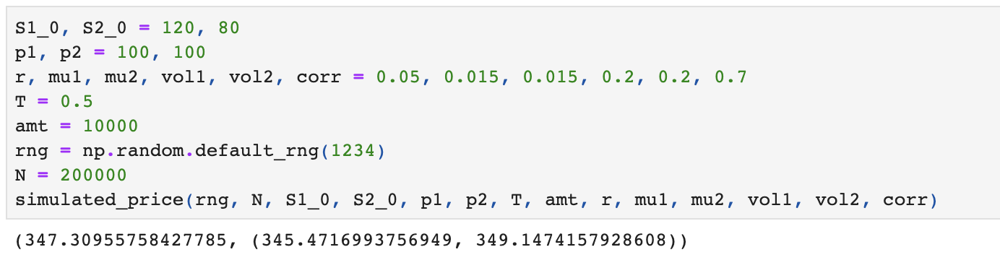 S1_0, S2_0 = 120, 80
p1, p2 = 100, 100
r, mu1, mu2, vol1, vol2, corr = 0.05, 0.015, 0.015, 0.2, 0.2, 0.7
T = 0.5
amt = 10000
rng = np.random.default_rng(1234)
N = 200000
simulated_price(rng, N, S1_0, S2_0, p1, p2, T, amt, r, mu1, mu2, vol1, vol2, corr)
(347.30955758427785, (345.4716993756949, 349.1474157928608))